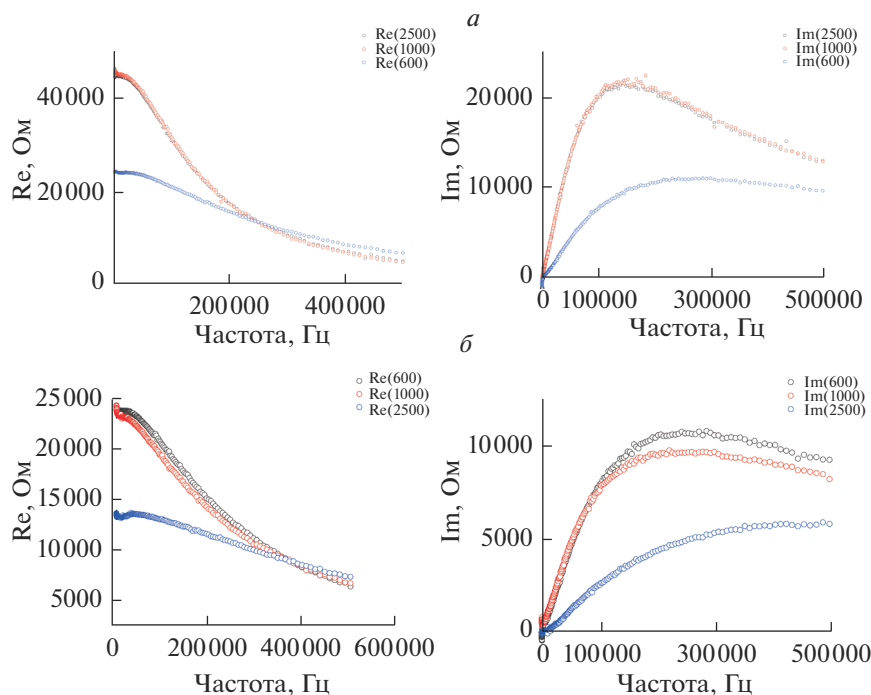 а
Re(2500)
Re(1000)
Re(600)
Re, Ом
40000
20000
0
200000 400000
Частота, Гц
Im(2500)
Im(1000)
Im(600)
Im, Ом
20000
10000
0
0 100000 300000 500000
Частота, Гц
б
Re(600)
Re(1000)
Re(2500)
Re, Ом
25000
20000
15000
10000
5000
0 200000 400000 600000
Частота, Гц
Im(600)
Im(1000)
Im(2500)
Im, Ом
10000
5000
0
0 100000 300000 500000
Частота, Гц